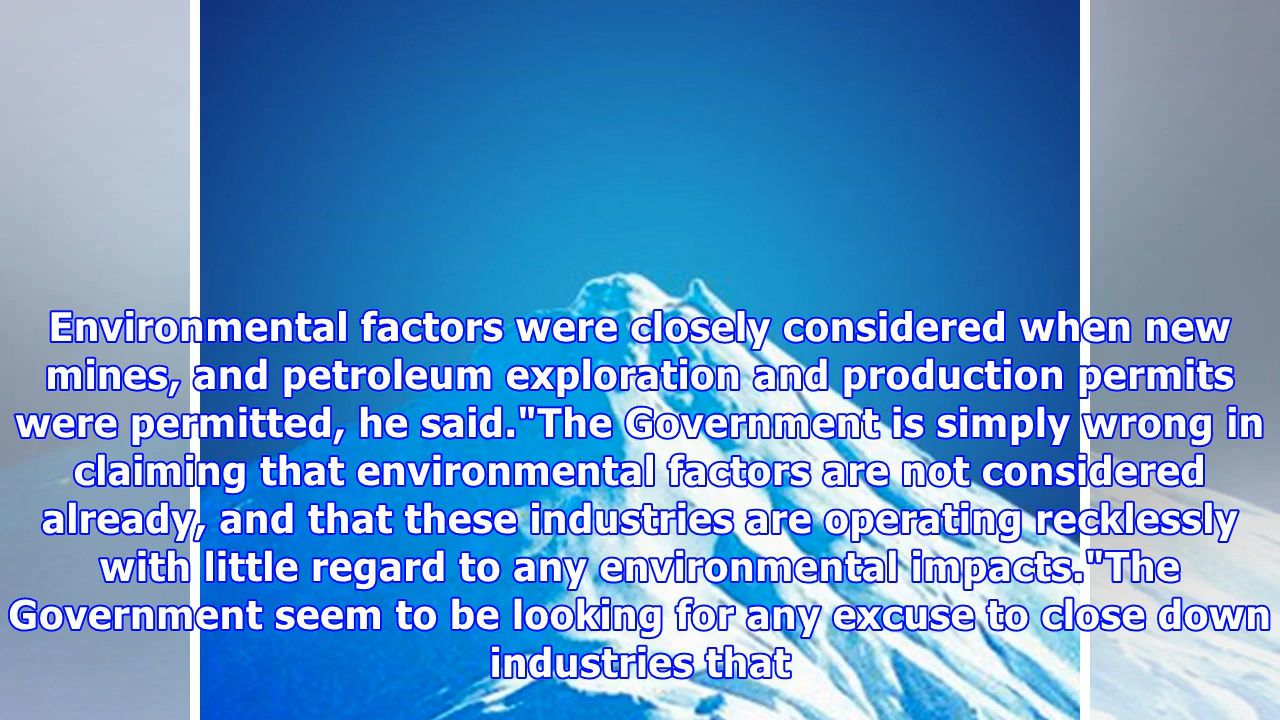 Environmental factors were closely considered when new
mines, and petroleum exploration and production permits
were permitted, he said."The Government is simply wrong in
claiming that environmental factors are not considered
already, and that these industries are operating recklessly
with little regard to any environmental impacts."The
Government seem to be looking for any excuse to close down
industries that